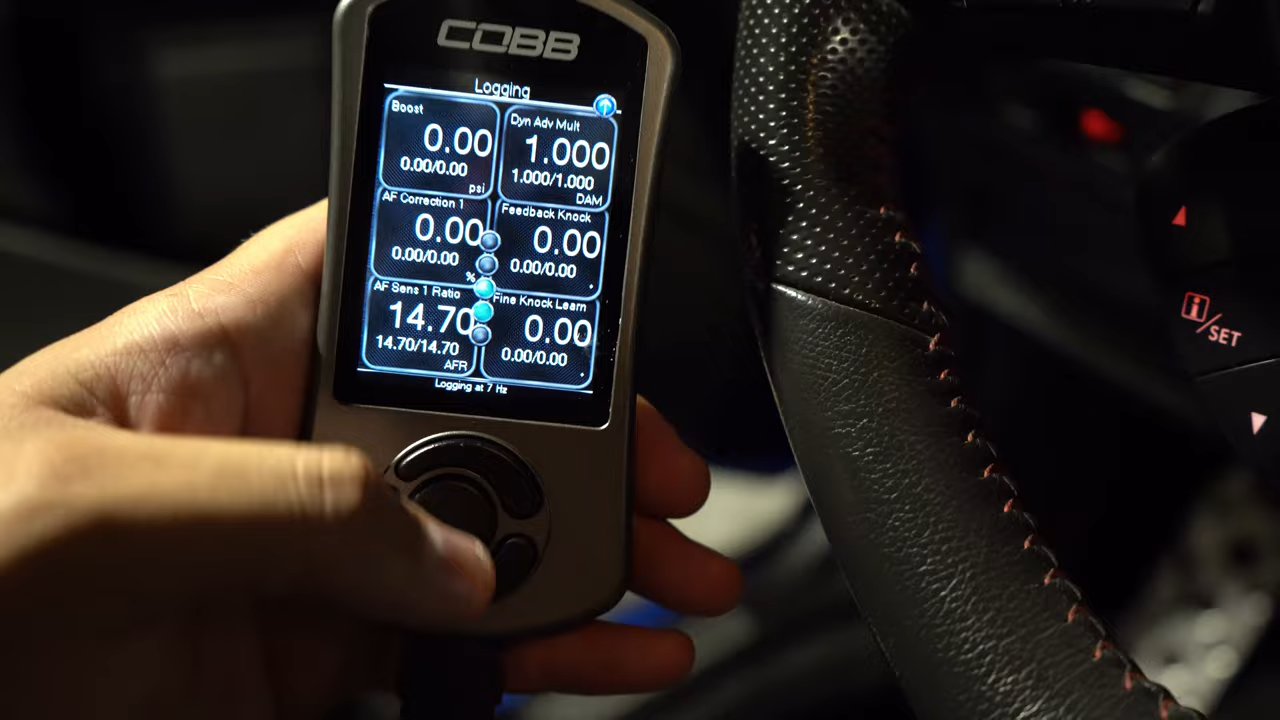 COBB
Logging
Boost
0.00
0.00/0.00
psi
Dyn Adv Mult
1.000
1.000/1.000
DAM
AF Correction 1
0.00
0.00/0.00
%
Feedback Knock
0.00
0.00/0.00
°
AF Sens 1 Ratio
14.70
14.70/14.70
AFR
Fine Knock Learn
0.00
0.00/0.00
°
Logging at 7 Hz
i/SET